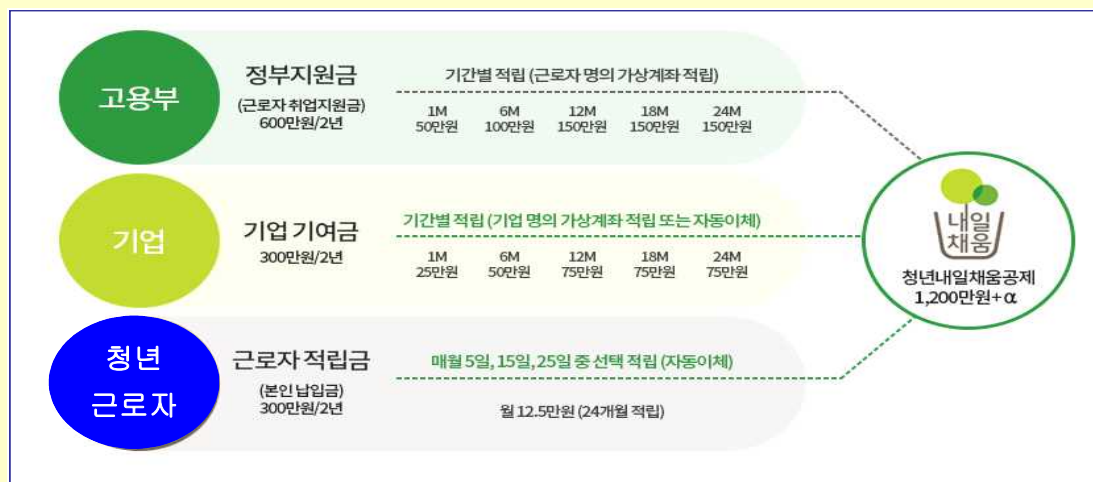 고용부
정부지원금
(근로자 취업지원금)
600만원/2년
기간별 적립 (근로자 명의 가상계좌 적립)
1M 6M 12M 18M 24M
50만원 100만원 150만원 150만원 150만원
기업
기업 기여금
300만원/2년
기간별 적립 (기업 명의 가상계좌 적립 또는 자동이체)
1M 6M 12M 18M 24M
25만원 50만원 75만원 75만원 75만원
청년
근로자
근로자 적립금
(본인 납입금)
300만원/2년
매월 5일, 15일, 25일 중 선택 적립 (자동이체)
월 12.5만원 (24개월 적립)
내일
채움
청년내일채움공제
1,200만원+α